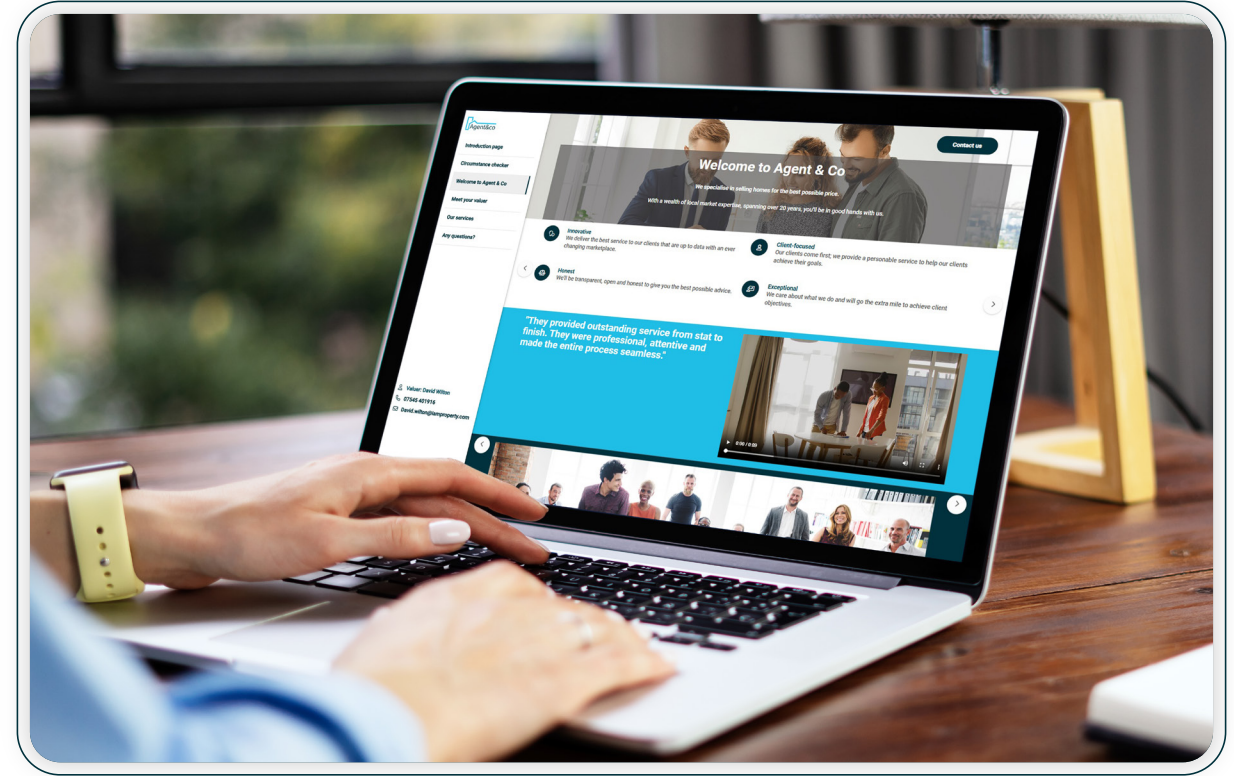 Agent&co
Introduction page
Circumstance checker
Welcome to Agent & Co
Meet your valuer
Our services
Any questions?
Valuer: David Wilton
07545 401916
David.wilton@iamproperty.com
Contact us
Welcome to Agent & Co
We specialise in selling homes for the best possible price.
With a wealth of local market expertise, spanning over 20 years, you'll be in good hands with us.
Innovative
We deliver the best service to our clients that are up to data with an ever
changing marketplace.
Client-focused
Our clients come first, we provide a personable service to help our clients
achieve their goals.
Honest
We'll be transparent, open and honest to give you the best possible advice.
Exceptional
We care about what we do and will go the extra mile to achieve client
objectives.
"They provided outstanding service from stat to
finish. They were professional, attentive and
made the entire process seamless."
0:00 / 0:00